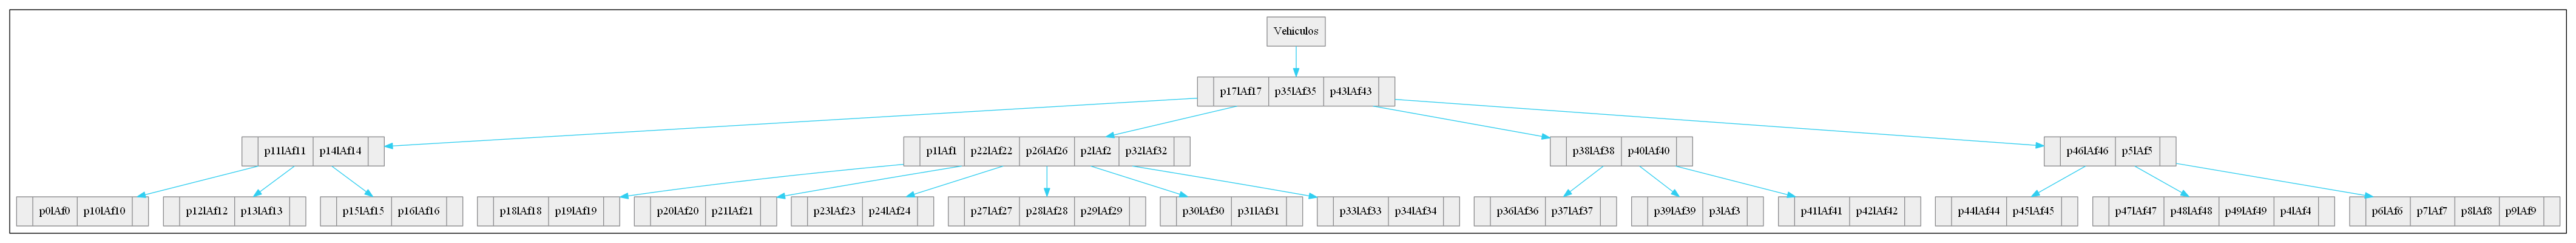 Vehiculos
p17lAf17 p35lAf35 p43lAf43
p11lAf11 p14lAf14 p1lAf1 p22lAf22 p26lAf26 p2lAf2 p32lAf32 p38lAf38 p40lAf40 p46lAf46 p5lAf5
p0lAf0 p10lAf10 p12lAf12 p13lAf13 p15lAf15 p16lAf16 p18lAf18 p19lAf19 p20lAf20 p21lAf21 p23lAf23 p24lAf24 p27lAf27 p28lAf28 p29lAf29 p30lAf30 p31lAf31 p33lAf33 p34lAf34 p36lAf36 p37lAf37 p39lAf39 p3lAf3 p41lAf41 p42lAf42 p44lAf44 p45lAf45 p47lAf47 p48lAf48 p49lAf49 p4lAf4 p6lAf6 p7lAf7 p8lAf8 p9lAf9